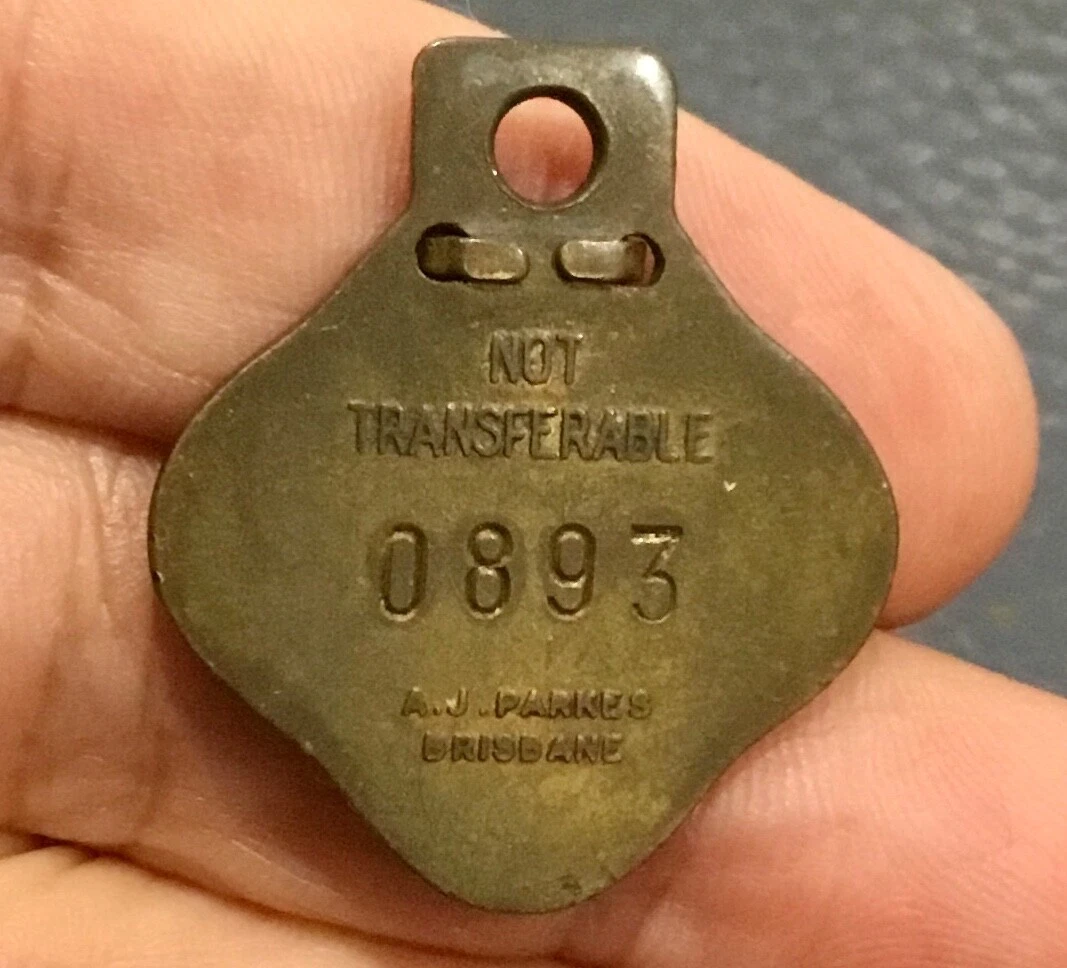 NOT
TRANSFERABLE
0893
A.J. PARKES
BRISBANE